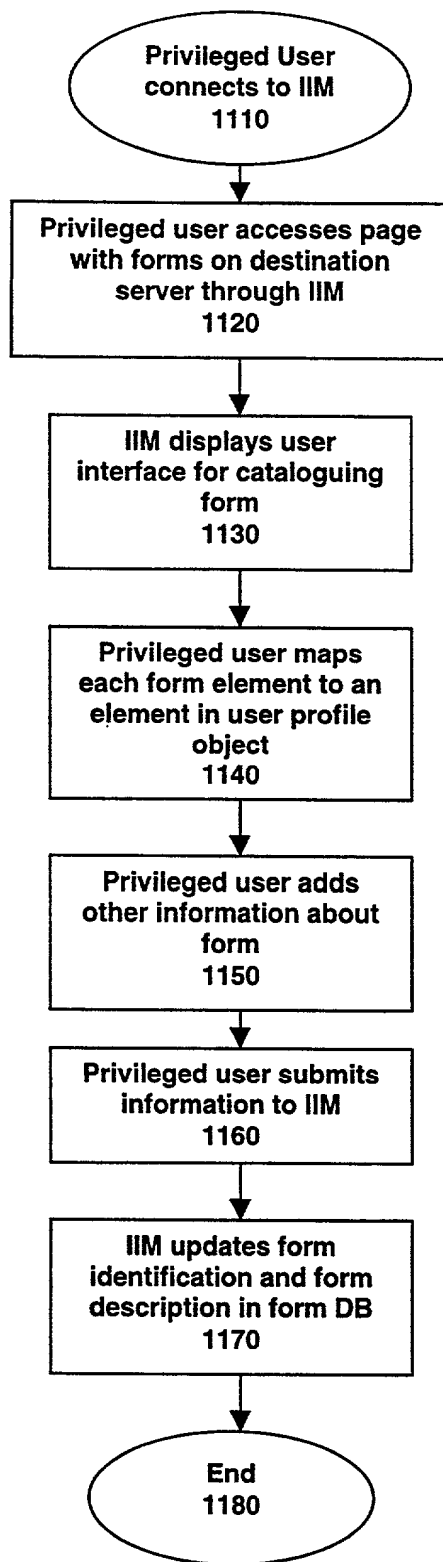 Privileged User
connects to IIM
1110
Privileged user accesses page
with forms on destination
server through IIM
1120
IIM displays user
interface for cataloguing
form
1130
Privileged user maps
each form element to an
element in user profile
object
1140
Privileged user adds
other information about
form
1150
Privileged user submits
information to IIM
1160
IIM updates form
identification and form
description in form DB
1170
End
1180